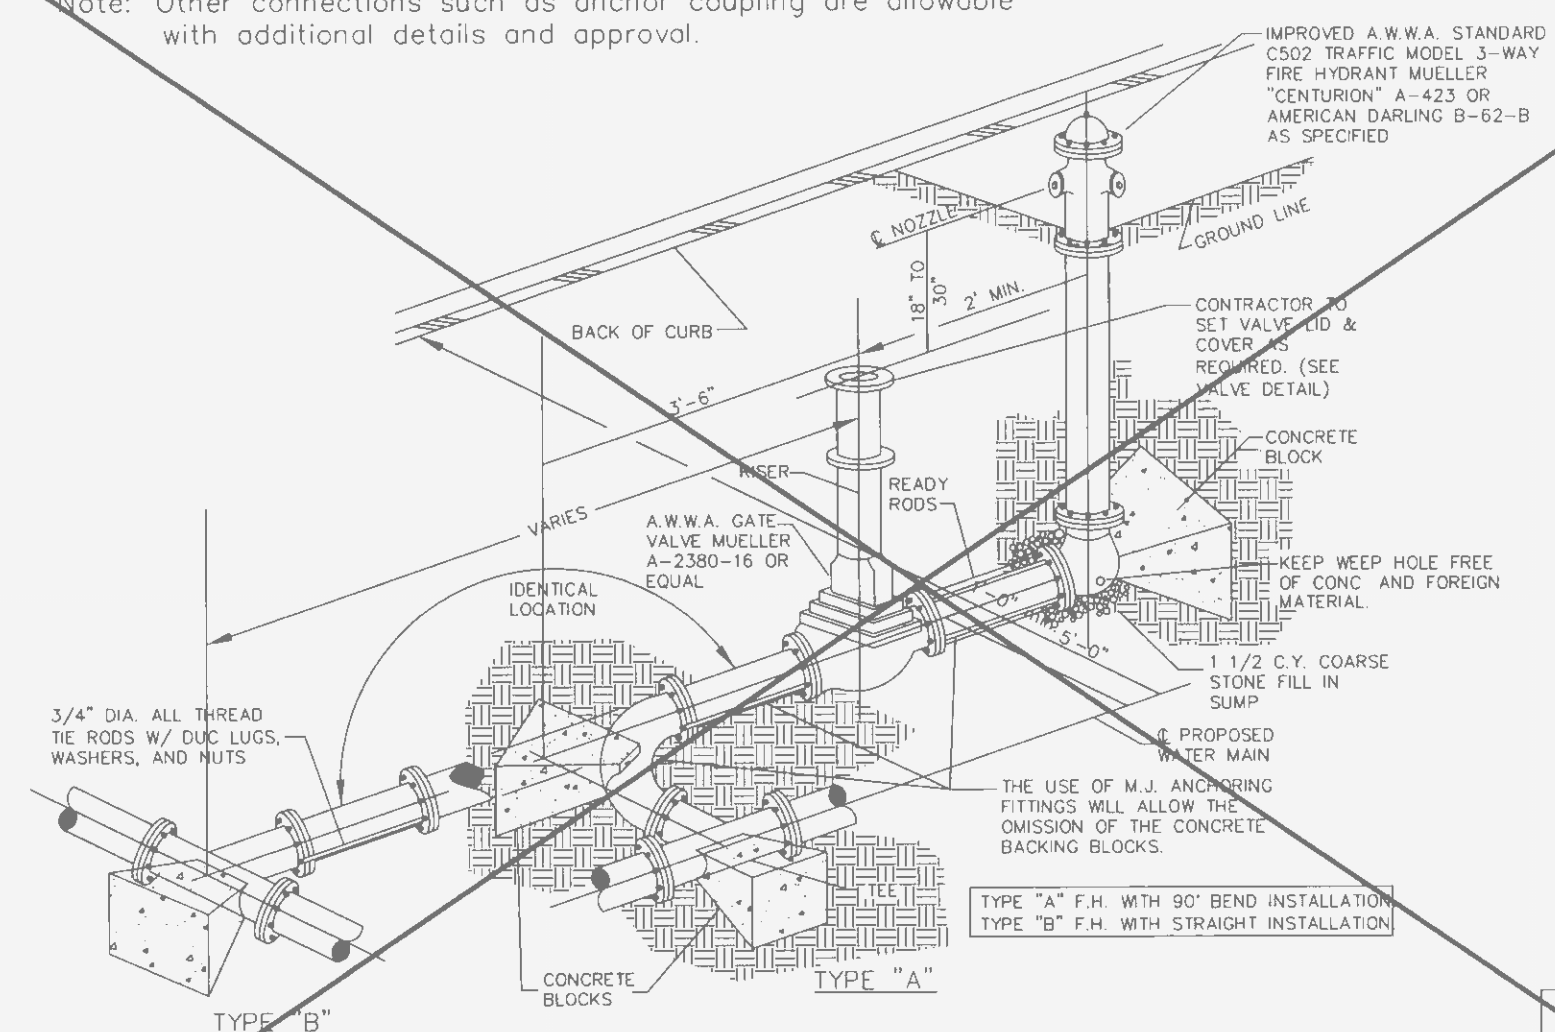 Note: Other connections such as anchor coupling are allowable
with additional details and approval.
IMPROVED A.W.W.A. STANDARD
C502 TRAFFIC MODEL 3-WAY
FIRE HYDRANT MUELLER
"CENTURION" A-423 OR
AMERICAN DARLING B-62-B
AS SPECIFIED
℄ NOZZLE
GROUND LINE
18" TO
30"
2' MIN.
BACK OF CURB
CONTRACTOR TO
SET VALVE LID &
COVER AS
REQUIRED. (SEE
VALVE DETAIL)
3'-6"
CONCRETE
BLOCK
RISER
READY
RODS
VARIES
A.W.W.A. GATE
VALVE MUELLER
A-2380-16 OR
EQUAL
IDENTICAL
LOCATION
KEEP WEEP HOLE FREE
OF CONC AND FOREIGN
MATERIAL.
5'-0"
1 1/2 C.Y. COARSE
STONE FILL IN
SUMP
3/4" DIA. ALL THREAD
TIE RODS W/ DUC LUGS,
WASHERS, AND NUTS
℄ PROPOSED
WATER MAIN
THE USE OF M.J. ANCHORING
FITTINGS WILL ALLOW THE
OMISSION OF THE CONCRETE
BACKING BLOCKS.
TEE
TYPE "A" F.H. WITH 90° BEND INSTALLATION
TYPE "B" F.H. WITH STRAIGHT INSTALLATION
CONCRETE
BLOCKS
TYPE "A"
TYPE "B"